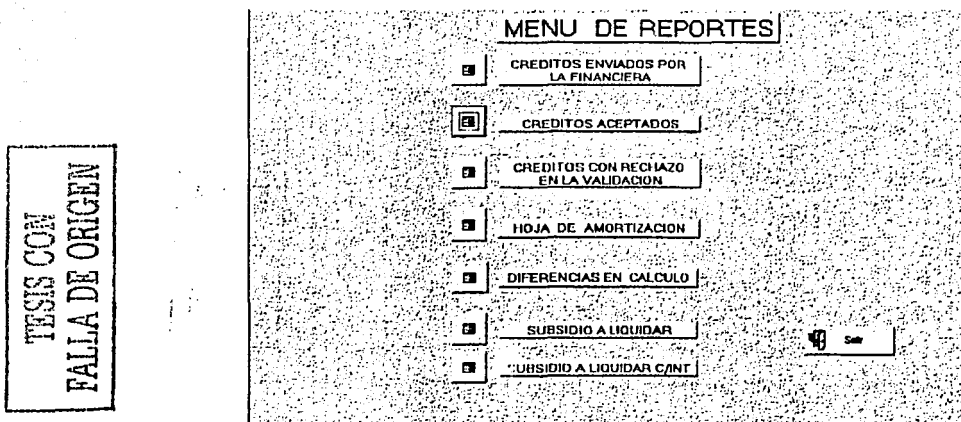 MENU DE REPORTES
CREDITOS ENVIADOS POR
LA FINANCIERA
CREDITOS ACEPTADOS
CREDITOS CON RECHAZO
EN LA VALIDACION
HOJA DE AMORTIZACION
DIFERENCIAS EN CALCULO
SUBSIDIO A LIQUIDAR
SUBSIDIO A LIQUIDAR C/INT
Salir
TESIS CON
FALLA DE ORIGEN